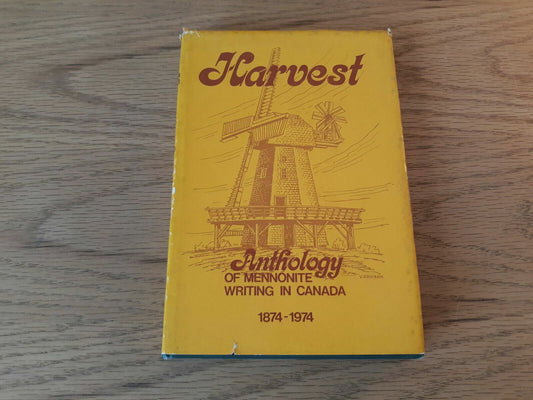 Harvest
Anthology
OF MENNONITE
WRITING IN CANADA
1874-1974